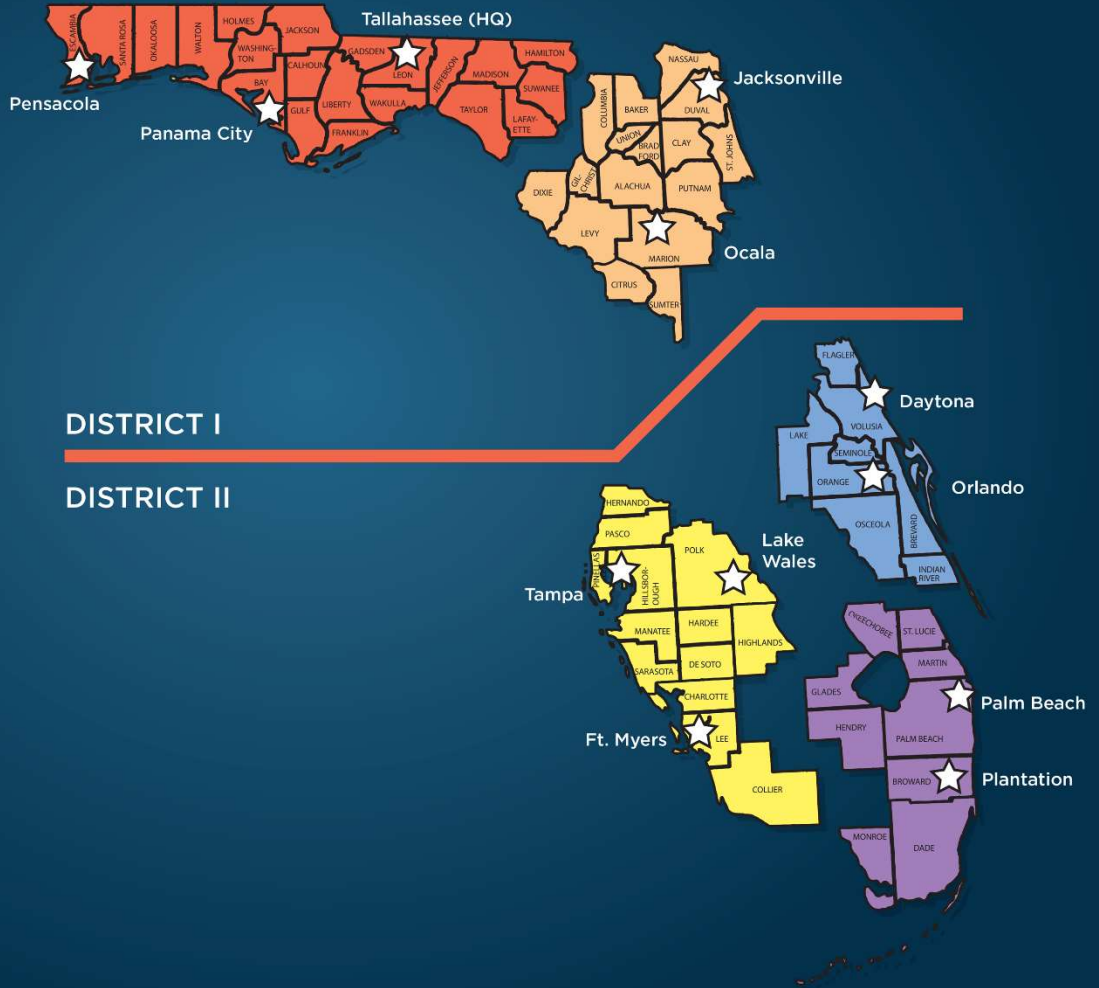 Tallahassee (HQ)
ESCAMBIA
SANTA ROSA
OKALOOSA
WALTON
HOLMES
WASHING-
TON
JACKSON
BAY
CALHOUN
GULF
LIBERTY
FRANKLIN
GADSDEN
LEON
WAKULLA
JEFFERSON
MADISON
TAYLOR
HAMILTON
SUWANEE
LAFAY-
ETTE
Pensacola
Panama City
NASSAU
DUVAL
Jacksonville
COLUMBIA
BAKER
UNION
BRAD
FORD
CLAY
ST. JOHNS
GIL-
CHRIST
ALACHUA
PUTNAM
DIXIE
LEVY
MARION
Ocala
CITRUS
SUMTER
DISTRICT I
DISTRICT II
FLAGLER
Daytona
VOLUSIA
LAKE
SEMINOLE
ORANGE
Orlando
OSCEOLA
BREVARD
INDIAN
RIVER
HERNANDO
PASCO
PINELLAS
HILLSBOR-
OUGH
POLK
Lake
Wales
Tampa
MANATEE
HARDEE
HIGHLANDS
SARASOTA
DE SOTO
CHARLOTTE
Ft. Myers
LEE
COLLIER
OKEECHOBEE
ST. LUCIE
MARTIN
GLADES
HENDRY
PALM BEACH
Palm Beach
BROWARD
Plantation
MONROE
DADE